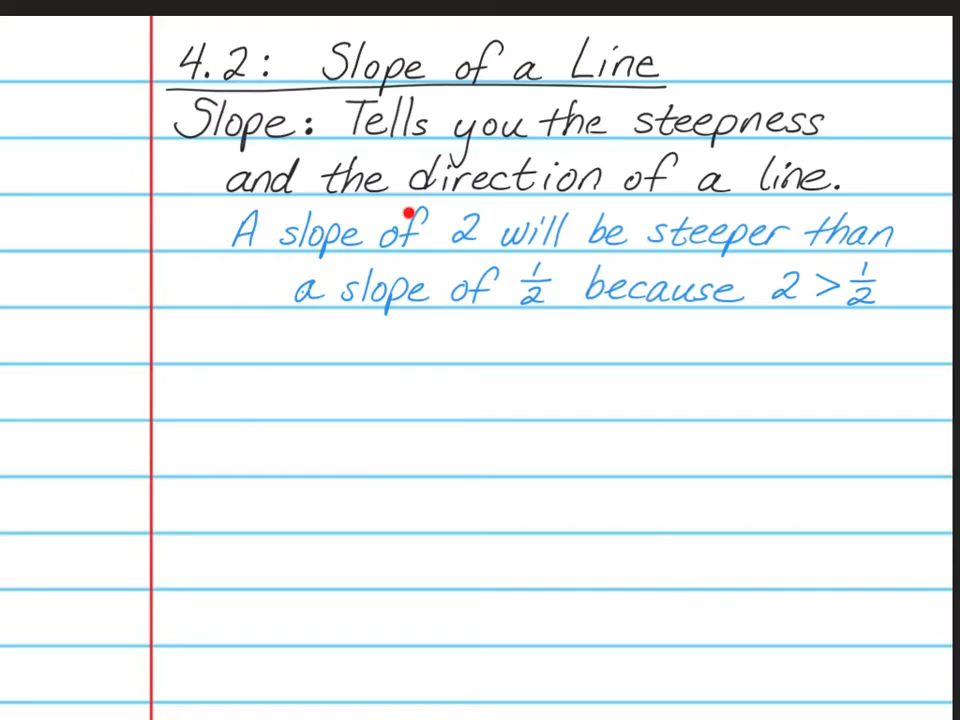 4.2: Slope of a Line
Slope: Tells you the steepness
and the direction of a line.
A slope of 2 will be steeper than
a slope of 1/2 because 2 > 1/2